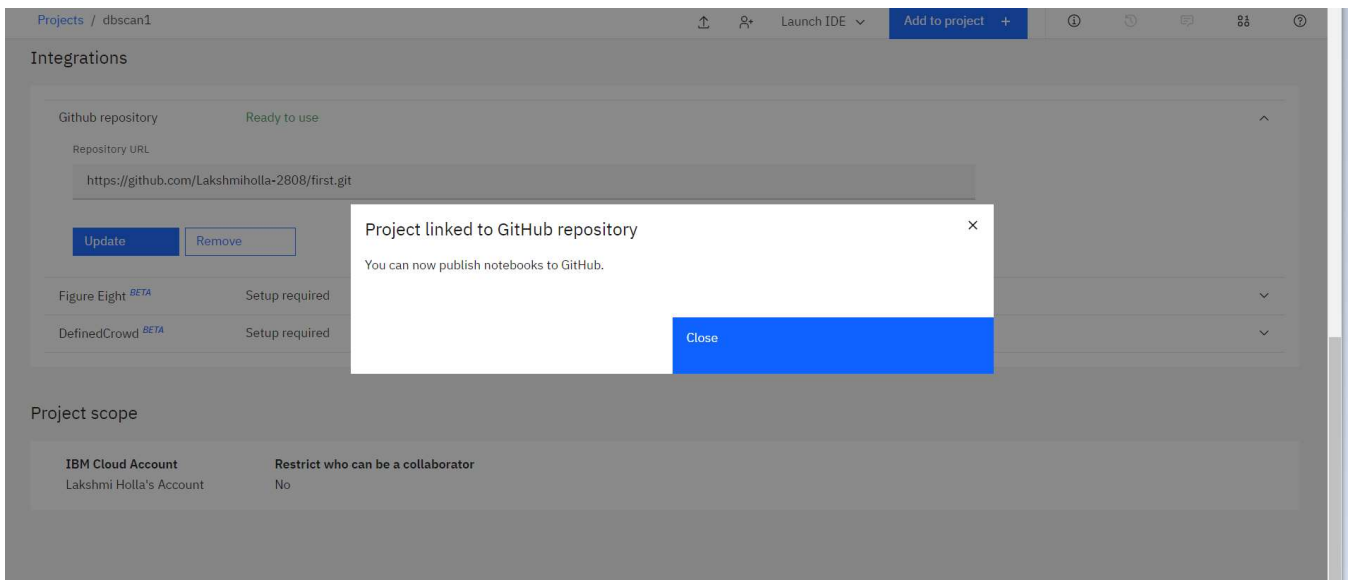 Projects / dbscan1
Launch IDE
Add to project +
Integrations
Github repository Ready to use
Repository URL
https://github.com/Lakshmiholla-2808/first.git
Project linked to GitHub repository
You can now publish notebooks to GitHub.
Close
Update Remove
Figure Eight BETA Setup required
DefinedCrowd BETA Setup required
Project scope
IBM Cloud Account Restrict who can be a collaborator
Lakshmi Holla's Account No